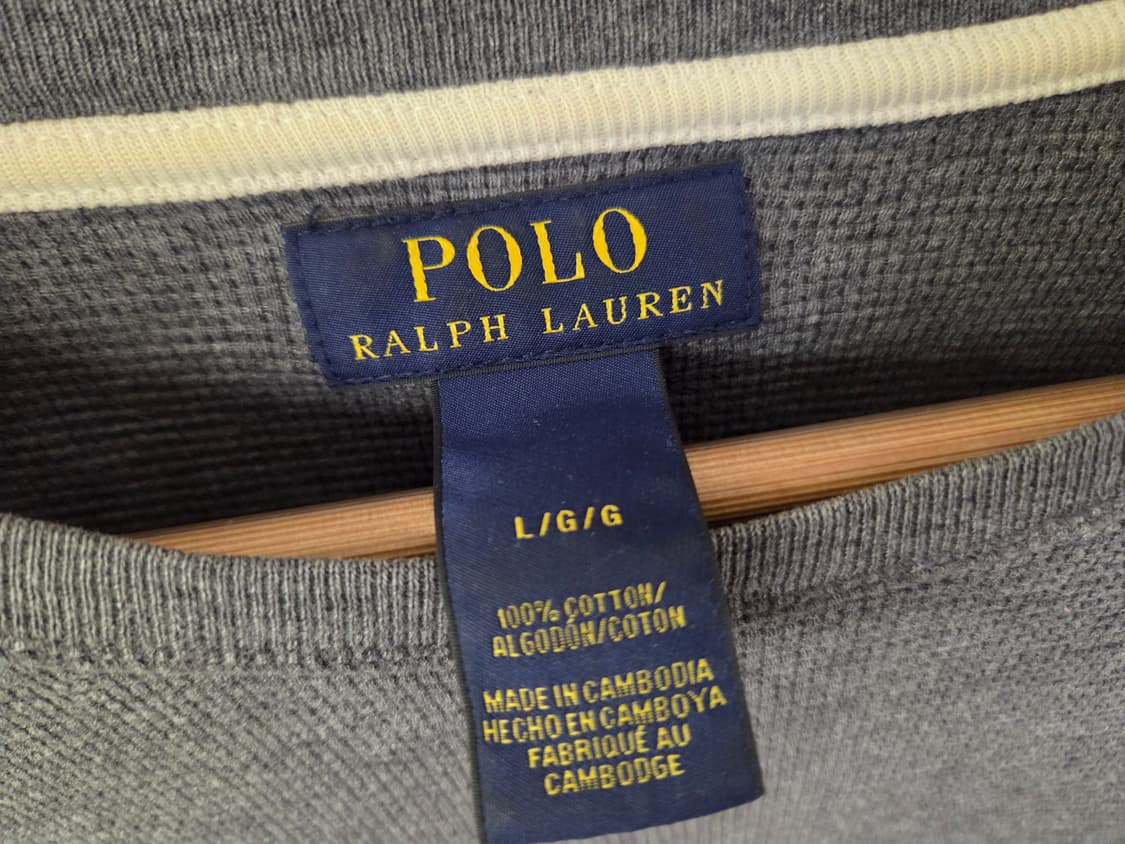 POLO
RALPH LAUREN
L/G/G
100% COTTON/
ALGODÓN/COTON
MADE IN CAMBODIA
HECHO EN CAMBOYA
FABRIQUÉ AU
CAMBODGE